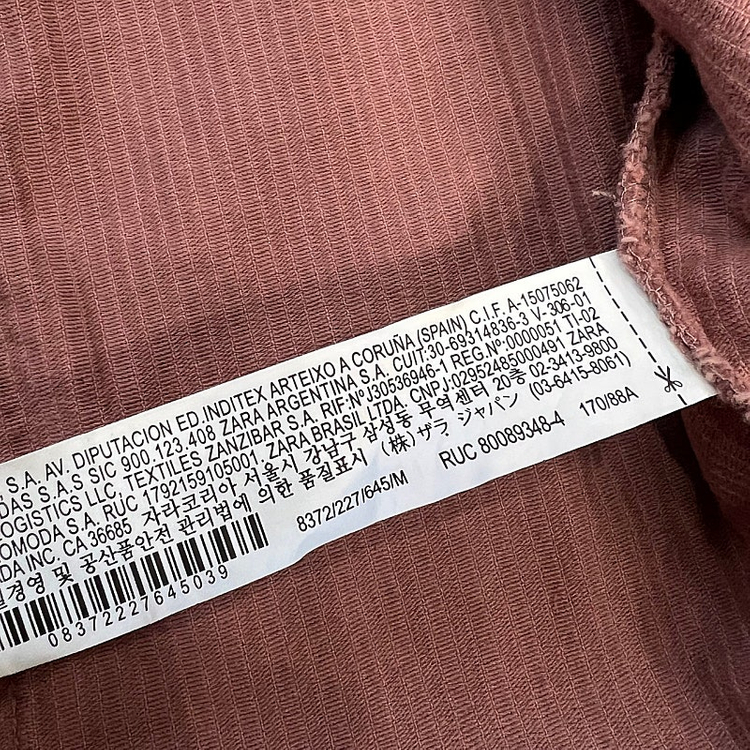 S.A. AV. DIPUTACION ED.INDITEX ARTEIXO A CORUÑA (SPAIN) C.I.F. A-15075062
DAS S.A.S SIC 900.123.408 ZARA ARGENTINA S.A. CUIT:30-69314836-3 V-306-01
LOGISTICS LLC, TEXTILES ZANZIBAR S.A. RIF:NºJ30536946-1 REG.Nº:0000051 TI-02
OMODA S.A. RUC 1792159105001, ZARA BRASIL LTDA, CNPJ:02952485000491 ZARA
DA INC. CA 36685 자라코리아 서울시 강남구 삼성동 무역센터 20층 02-3413-9800
질경영 및 공산품안전 관리법에 의한 품질표시 (株)ザラ ジャパン (03-6415-8061)
8372/227/645/M RUC 80089348-4 170/88A
08372227645039